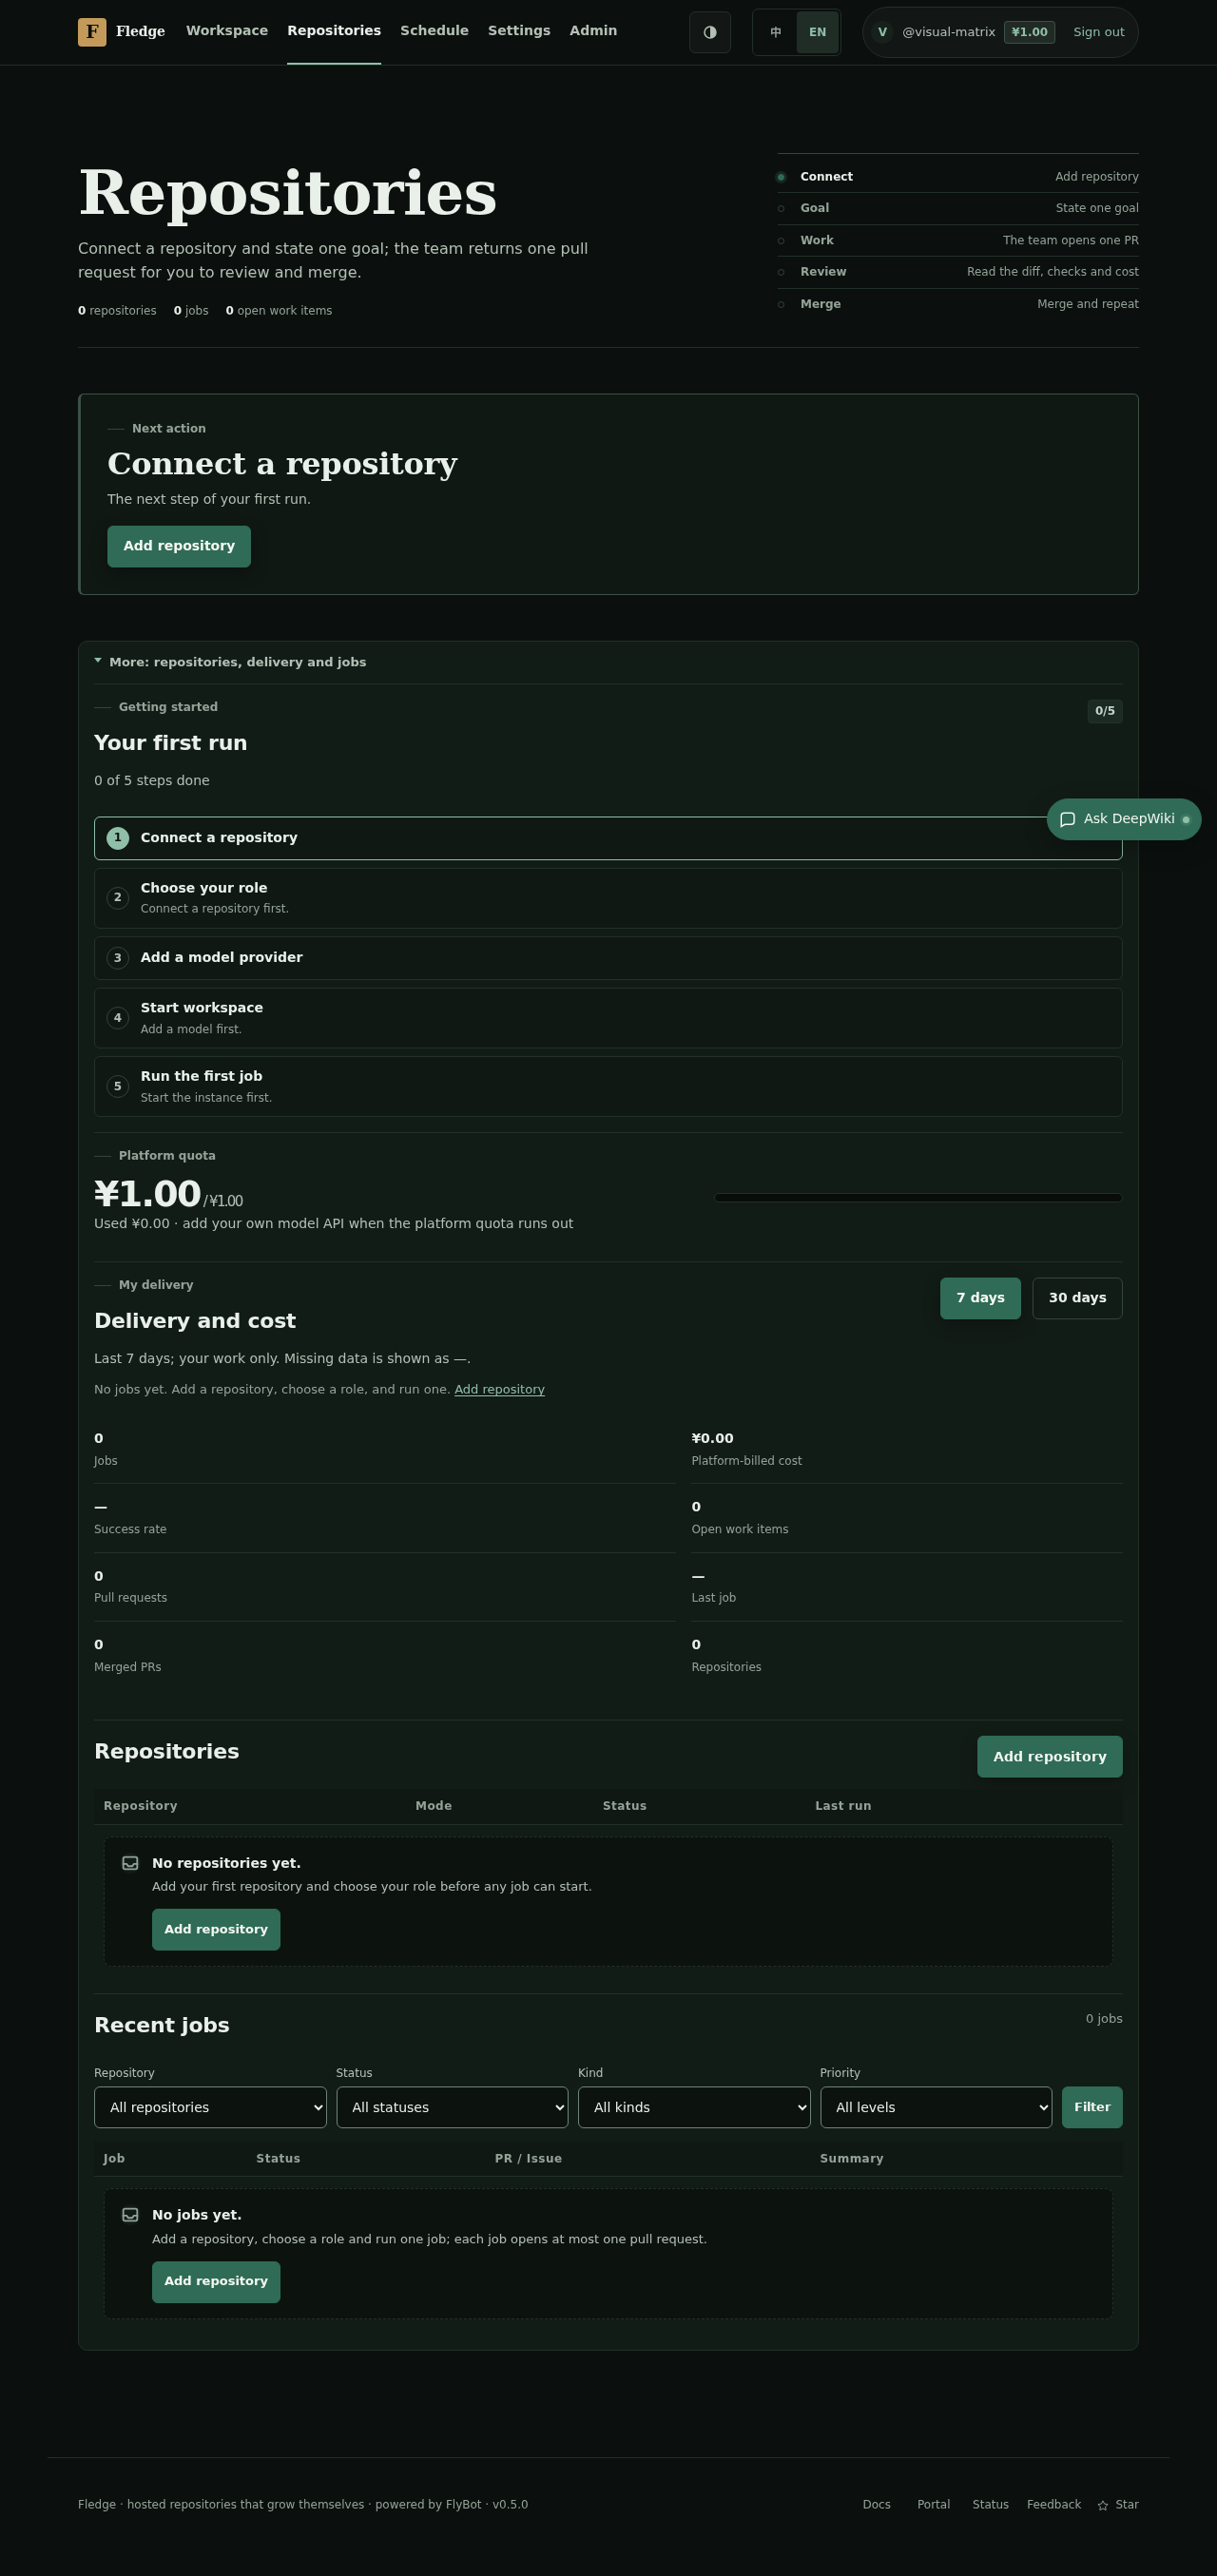 F Fledge Workspace Repositories Schedule Settings Admin 中 EN V @visual-matrix ¥1.00 Sign out
Repositories
Connect a repository and state one goal; the team returns one pull
request for you to review and merge.
0 repositories 0 jobs 0 open work items
Connect Add repository
Goal State one goal
Work The team opens one PR
Review Read the diff, checks and cost
Merge Merge and repeat
Next action
Connect a repository
The next step of your first run.
Add repository
More: repositories, delivery and jobs
Getting started 0/5
Your first run
0 of 5 steps done
Ask DeepWiki
1 Connect a repository
2 Choose your role
Connect a repository first.
3 Add a model provider
4 Start workspace
Add a model first.
5 Run the first job
Start the instance first.
Platform quota
¥1.00 / ¥1.00
Used ¥0.00 · add your own model API when the platform quota runs out
My delivery 7 days 30 days
Delivery and cost
Last 7 days; your work only. Missing data is shown as —.
No jobs yet. Add a repository, choose a role, and run one. Add repository
0 ¥0.00
Jobs Platform-billed cost
— 0
Success rate Open work items
0 —
Pull requests Last job
0 0
Merged PRs Repositories
Repositories Add repository
Repository Mode Status Last run
No repositories yet.
Add your first repository and choose your role before any job can start.
Add repository
Recent jobs 0 jobs
Repository Status Kind Priority
All repositories All statuses All kinds All levels Filter
Job Status PR / Issue Summary
No jobs yet.
Add a repository, choose a role and run one job; each job opens at most one pull request.
Add repository
Fledge · hosted repositories that grow themselves · powered by FlyBot · v0.5.0 Docs Portal Status Feedback Star